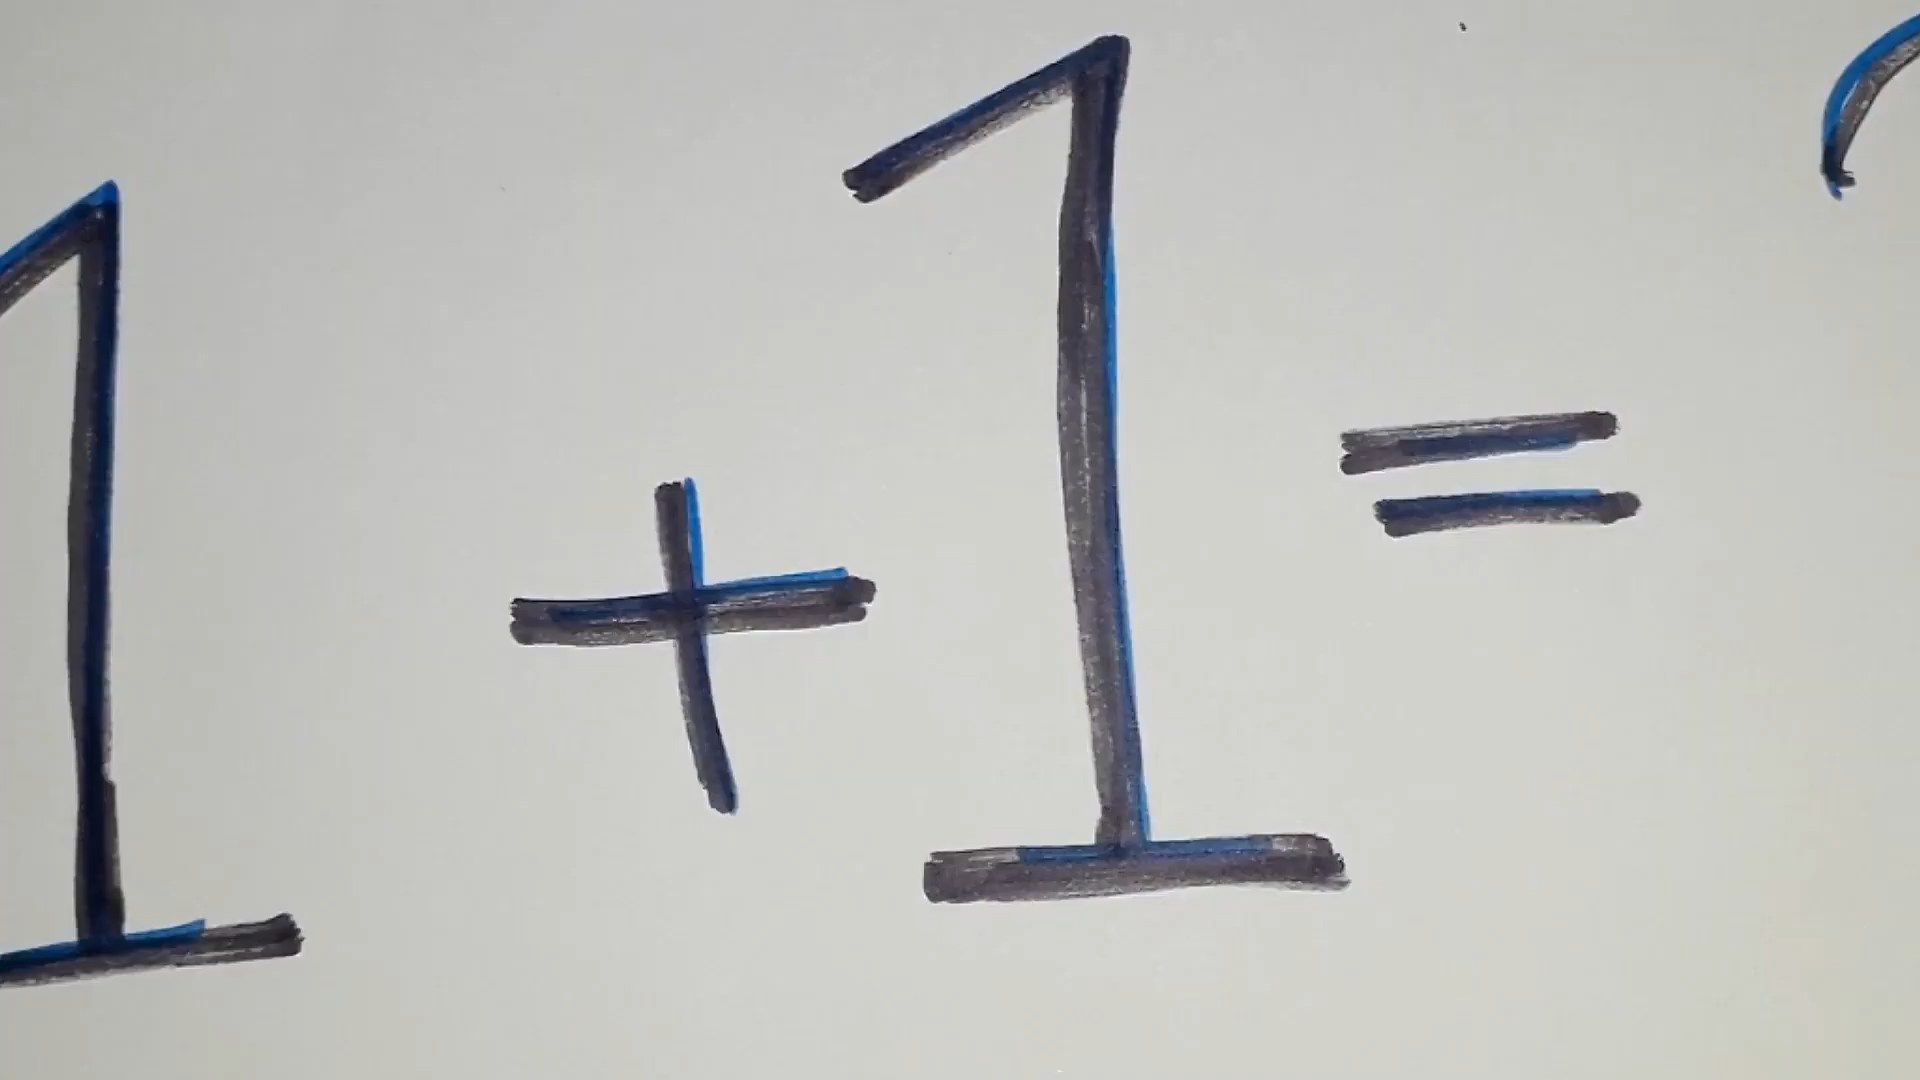 1 + 1 =